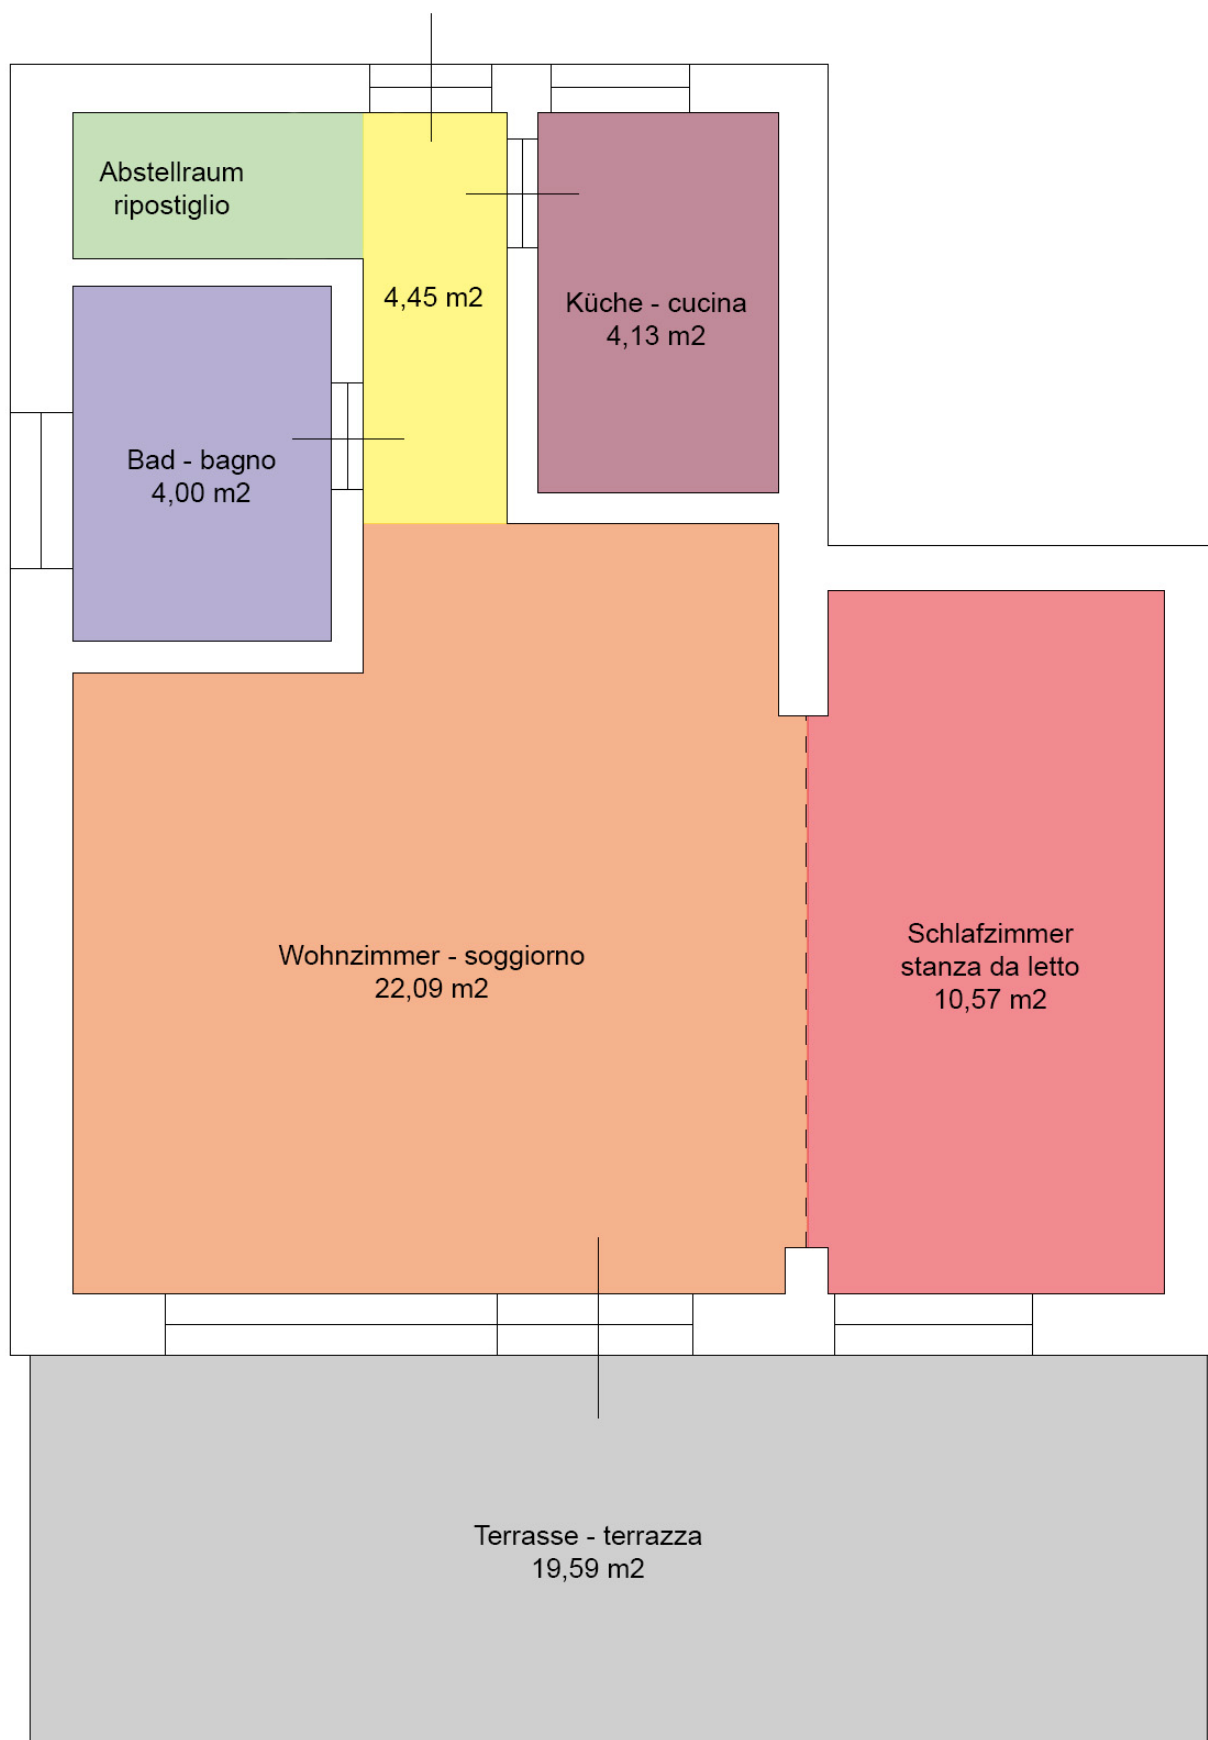 Abstellraum
ripostiglio
4,45 m2
Küche - cucina
4,13 m2
Bad - bagno
4,00 m2
Wohnzimmer - soggiorno
22,09 m2
Schlafzimmer
stanza da letto
10,57 m2
Terrasse - terrazza
19,59 m2